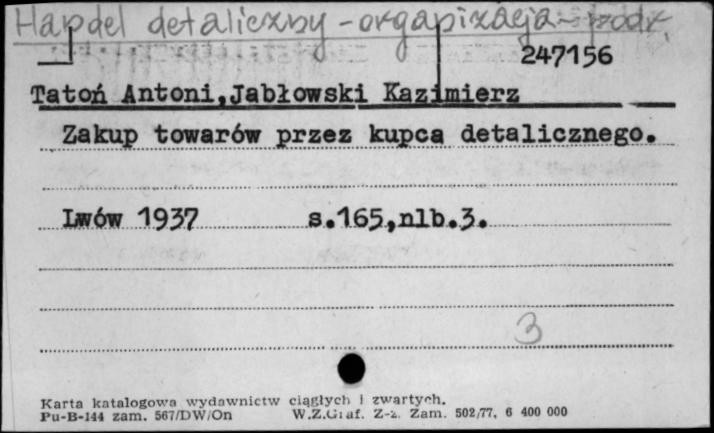 Handel detaliczny - organizacja - podr.
247156
Tatoń Antoni,Jabłowski Kazimierz
Zakup towarów przez kupca detalicznego.
Lwów 1937 s.165,nlb.3.
3
Karta katalogowa wydawnictw ciągłych i zwartych.
Pu-B-144 zam. 567/DW/On W.Z.Graf. Z-2. Zam. 502/77, 6 400 000